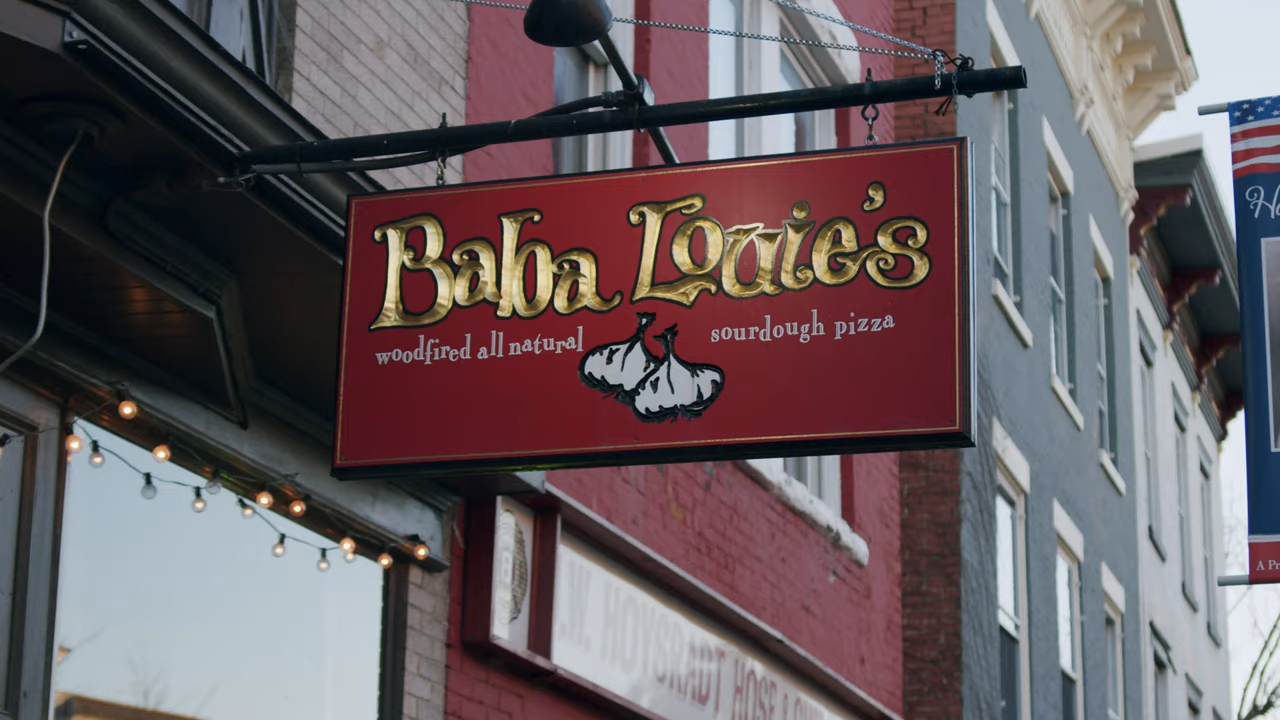 Baba Louie's
woodfired all natural
sourdough pizza
W. HOYSRADT HOSE
A